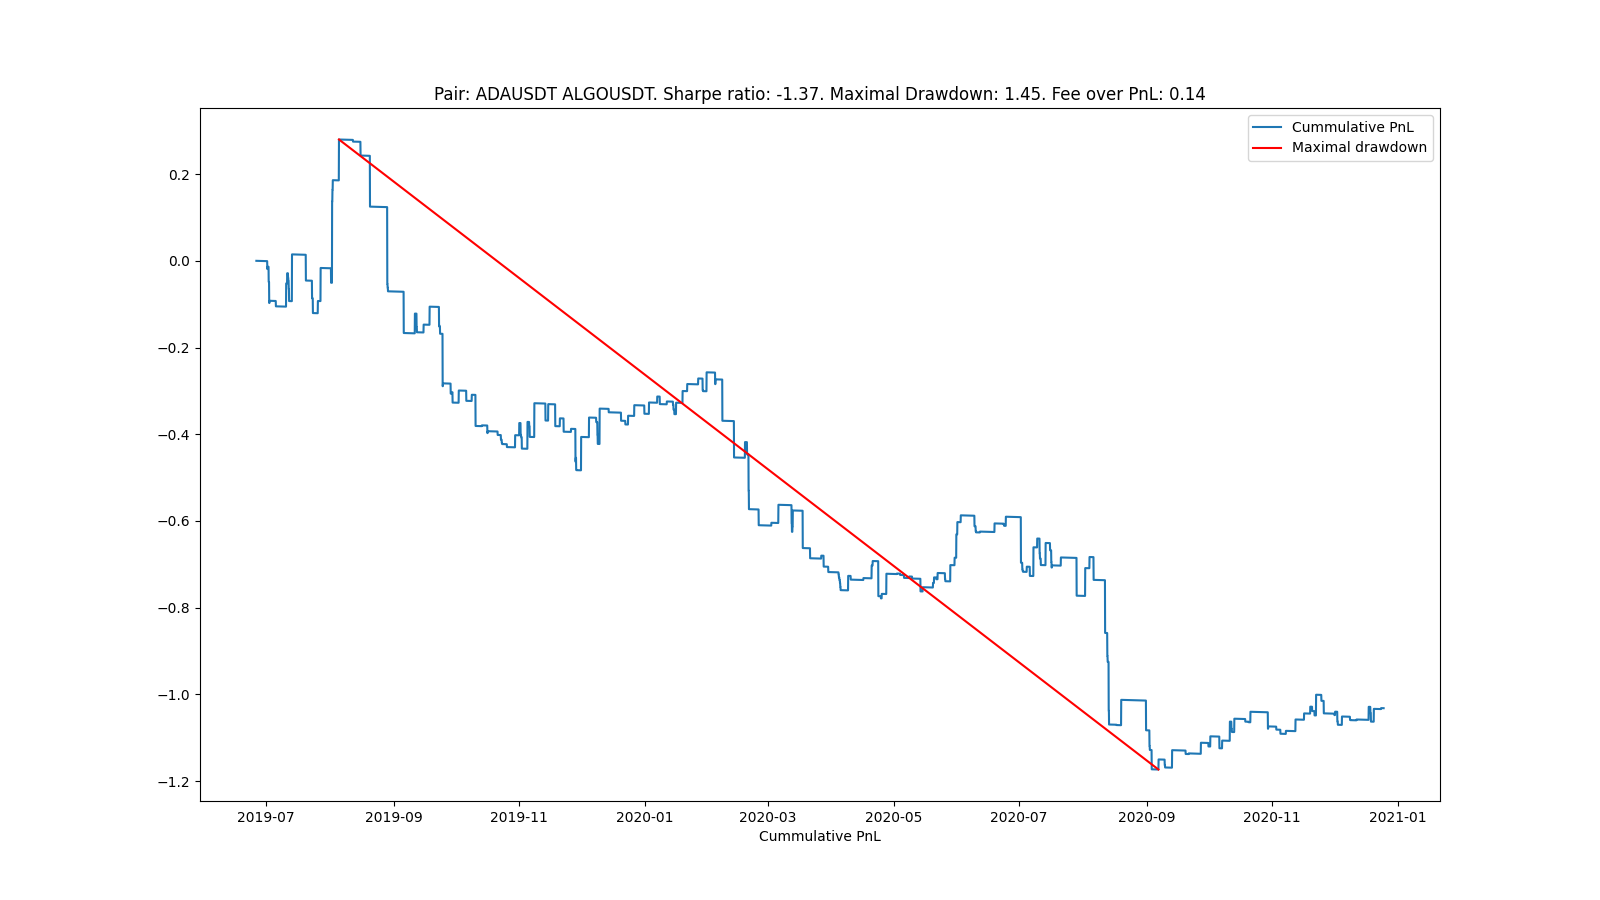 Pair: ADAUSDT ALGOUSDT. Sharpe ratio: -1.37. Maximal Drawdown: 1.45. Fee over PnL: 0.14
Cummulative PnL
Maximal drawdown
0.2
0.0
−0.2
−0.4
−0.6
−0.8
−1.0
−1.2
2019-07 2019-09 2019-11 2020-01 2020-03 2020-05 2020-07 2020-09 2020-11 2021-01
Cummulative PnL